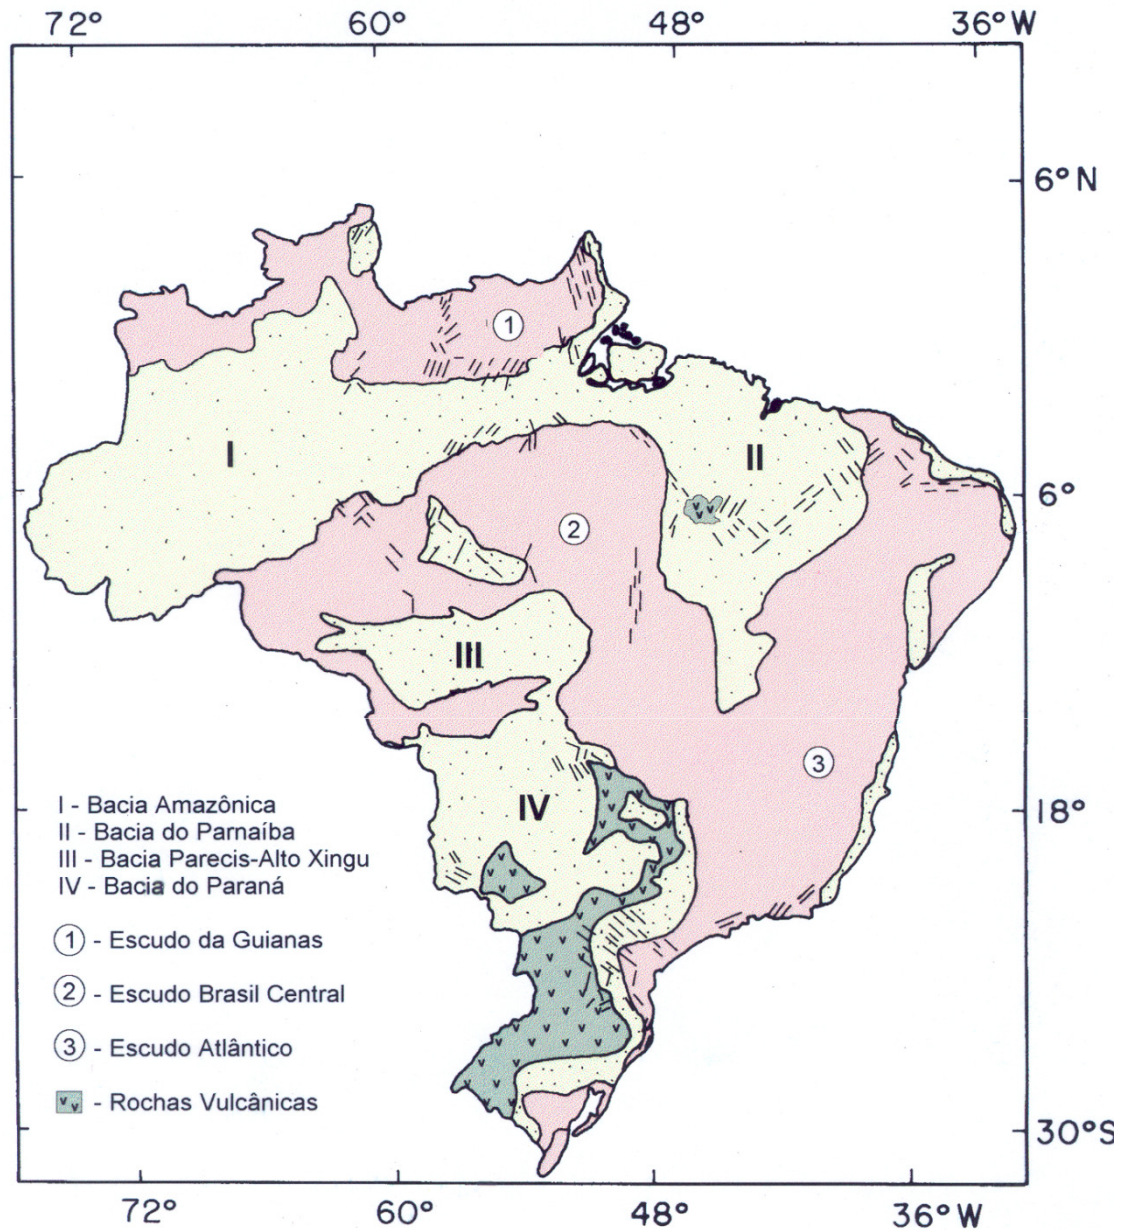 72° 60° 48° 36°W
6°N
1
I
II
6°
2
III
3
18°
IV
I - Bacia Amazônica
II - Bacia do Parnaíba
III - Bacia Parecis-Alto Xingu
IV - Bacia do Paraná
1 - Escudo da Guianas
2 - Escudo Brasil Central
3 - Escudo Atlântico
v v - Rochas Vulcânicas
30°S
72° 60° 48° 36°W